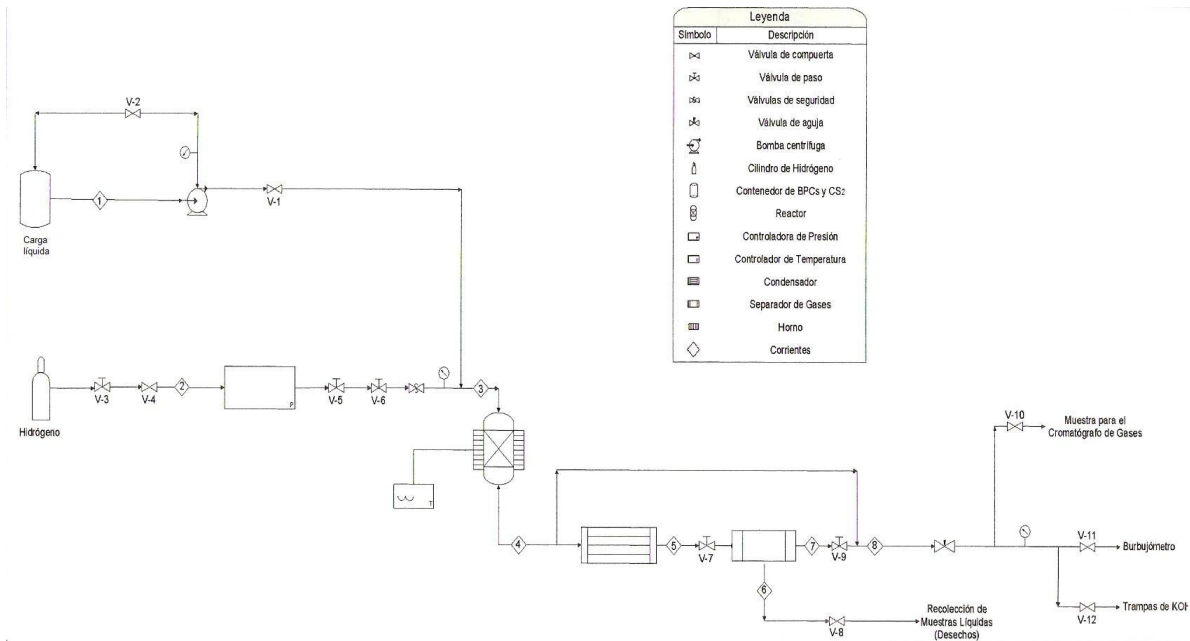 Leyenda
Símbolo Descripción
Válvula de compuerta
Válvula de paso
Válvulas de seguridad
Válvula de aguja
Bomba centrífuga
Cilindro de Hidrógeno
Contenedor de BPCs y CS2
Reactor
Controladora de Presión
Controlador de Temperatura
Condensador
Separador de Gases
Horno
Corrientes
V-2
1
V-1
Carga
líquida
2
P
3
V-3
V-4
V-5
V-6
Hidrógeno
T
V-10
Muestra para el
Cromatógrafo de Gases
4
5
7
8
V-7
V-9
V-11
Burbujómetro
6
V-8
Recolección de
Muestras Líquidas
(Desechos)
V-12
Trampas de KOH